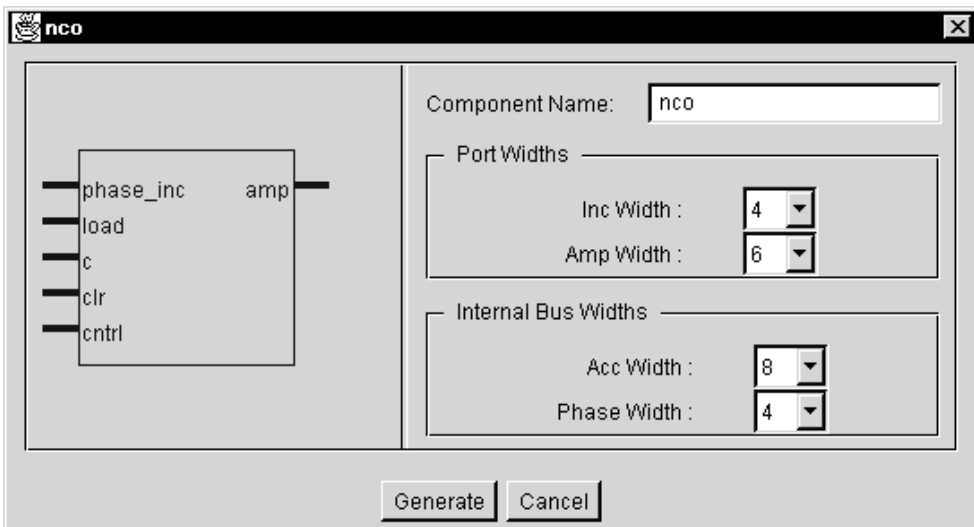 nco
phase_inc
amp
load
c
clr
cntrl
Component Name:
nco
Port Widths
Inc Width :
4
Amp Width :
6
Internal Bus Widths
Acc Width :
8
Phase Width :
4
Generate
Cancel